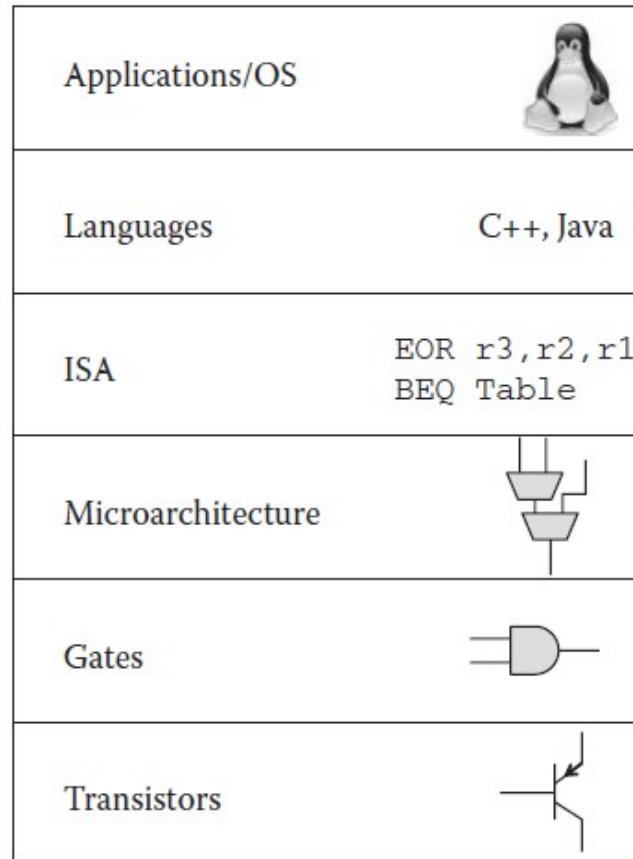 Applications/OS
Languages C++, Java
ISA EOR r3,r2,r1
BEQ Table
Microarchitecture
Gates
Transistors